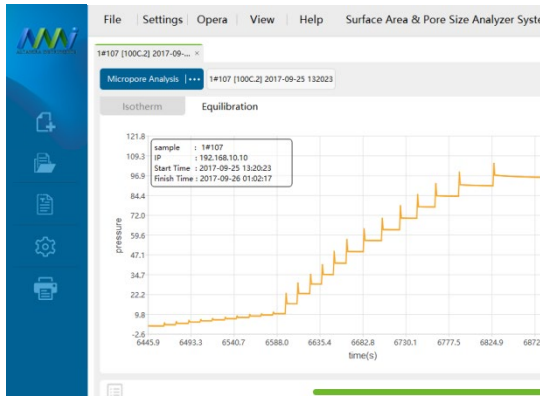 File Settings Opera View Help Surface Area & Pore Size Analyzer Syste
1#107 [100C.2] 2017-09-... ×
Micropore Analysis 1#107 [100C.2] 2017-09-25 132023
Isotherm Equilibration
121.8
109.3
96.9
84.4
72.0
59.6
47.1
34.7
22.2
9.8
-2.6
pressure
sample : 1#107
IP : 192.168.10.10
Start Time : 2017-09-25 13:20:23
Finish Time : 2017-09-26 01:02:17
6445.9 6493.3 6540.7 6588.0 6635.4 6682.8 6730.1 6777.5 6824.9 6872
time(s)